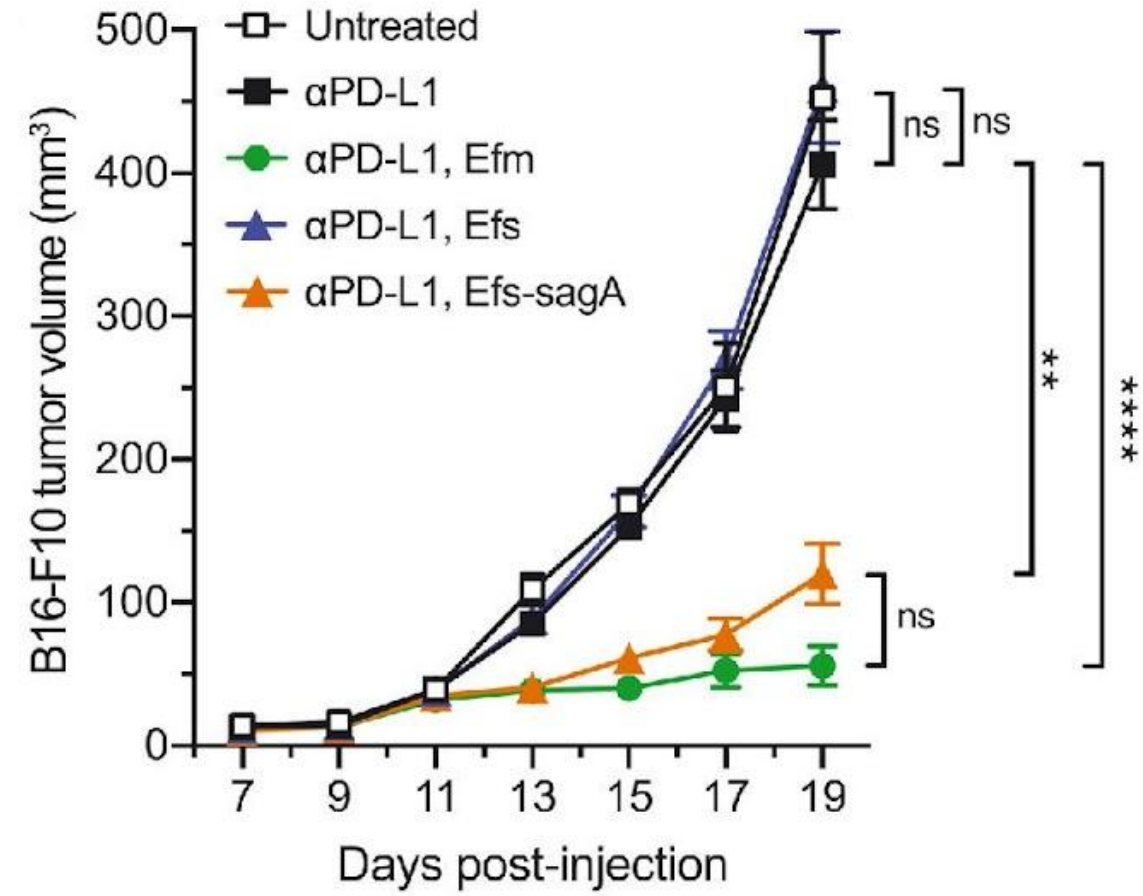 Untreated
αPD-L1
αPD-L1, Efm
αPD-L1, Efs
αPD-L1, Efs-sagA
B16-F10 tumor volume (mm³)
500
400
300
200
100
0
7 9 11 13 15 17 19
Days post-injection
ns
ns
**
****
ns